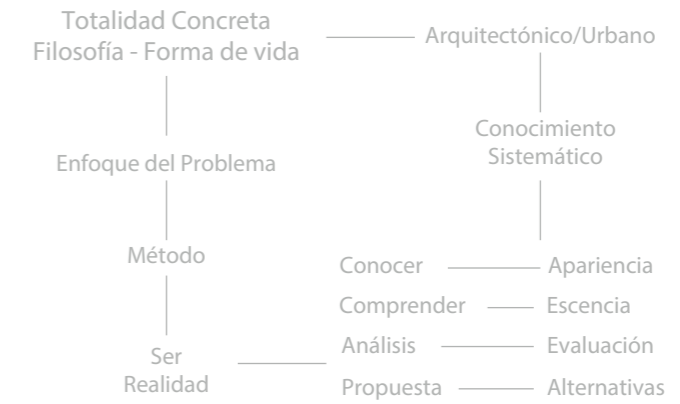 Totalidad Concreta
Filosofía - Forma de vida
Arquitectónico/Urbano
Conocimiento
Sistemático
Enfoque del Problema
Método
Conocer
Apariencia
Comprender
Escencia
Ser
Realidad
Análisis
Evaluación
Propuesta
Alternativas